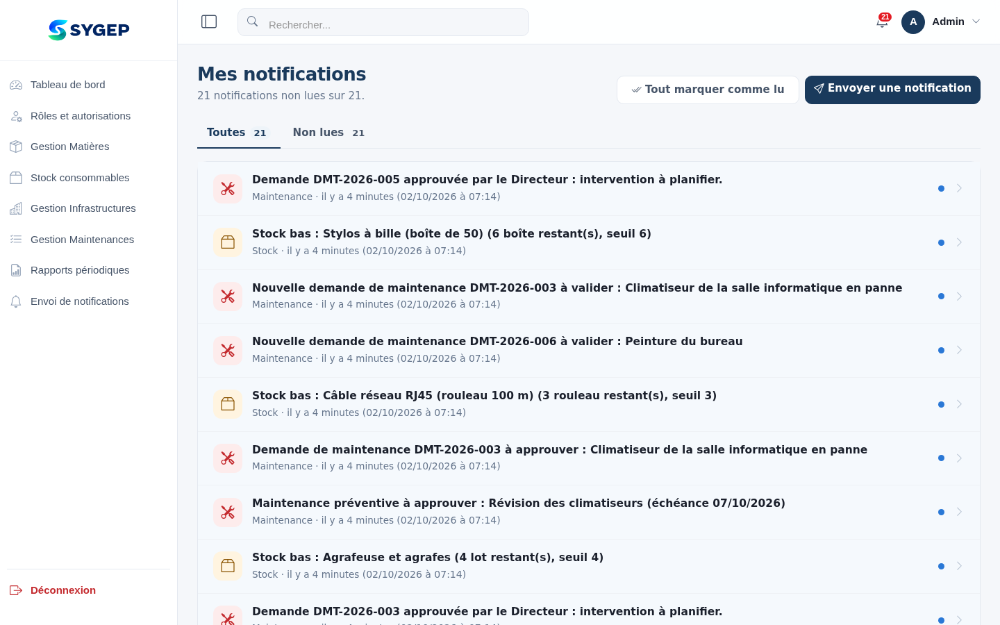 SYGEP
Rechercher...
21
A
Admin
Tableau de bord
Rôles et autorisations
Gestion Matières
Stock consommables
Gestion Infrastructures
Gestion Maintenances
Rapports périodiques
Envoi de notifications
Déconnexion
Mes notifications
21 notifications non lues sur 21.
Tout marquer comme lu
Envoyer une notification
Toutes 21
Non lues 21
Demande DMT-2026-005 approuvée par le Directeur : intervention à planifier.
Maintenance · il y a 4 minutes (02/10/2026 à 07:14)
Stock bas : Stylos à bille (boîte de 50) (6 boîte restant(s), seuil 6)
Stock · il y a 4 minutes (02/10/2026 à 07:14)
Nouvelle demande de maintenance DMT-2026-003 à valider : Climatiseur de la salle informatique en panne
Maintenance · il y a 4 minutes (02/10/2026 à 07:14)
Nouvelle demande de maintenance DMT-2026-006 à valider : Peinture du bureau
Maintenance · il y a 4 minutes (02/10/2026 à 07:14)
Stock bas : Câble réseau RJ45 (rouleau 100 m) (3 rouleau restant(s), seuil 3)
Stock · il y a 4 minutes (02/10/2026 à 07:14)
Demande de maintenance DMT-2026-003 à approuver : Climatiseur de la salle informatique en panne
Maintenance · il y a 4 minutes (02/10/2026 à 07:14)
Maintenance préventive à approuver : Révision des climatiseurs (échéance 07/10/2026)
Maintenance · il y a 4 minutes (02/10/2026 à 07:14)
Stock bas : Agrafeuse et agrafes (4 lot restant(s), seuil 4)
Stock · il y a 4 minutes (02/10/2026 à 07:14)
Demande DMT-2026-003 approuvée par le Directeur : intervention à planifier.